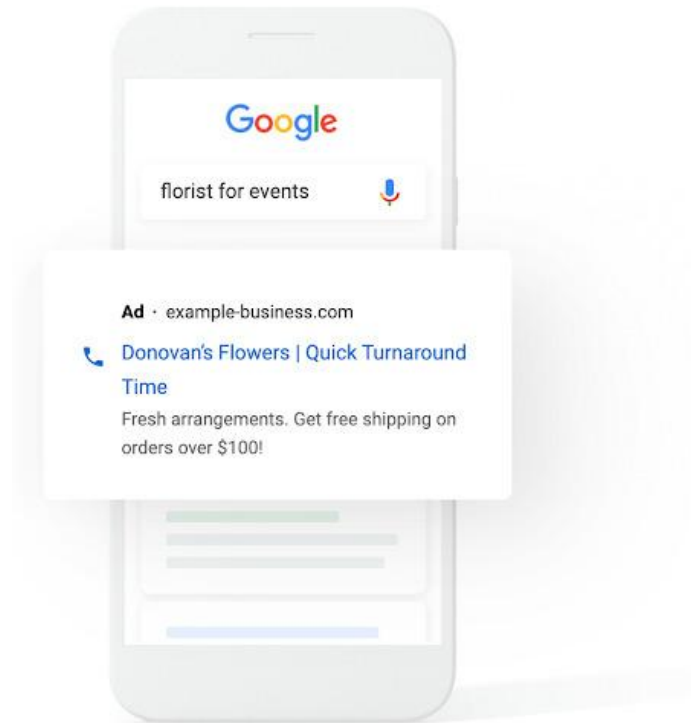 Google
florist for events
Ad · example-business.com
Donovan's Flowers | Quick Turnaround
Time
Fresh arrangements. Get free shipping on
orders over $100!